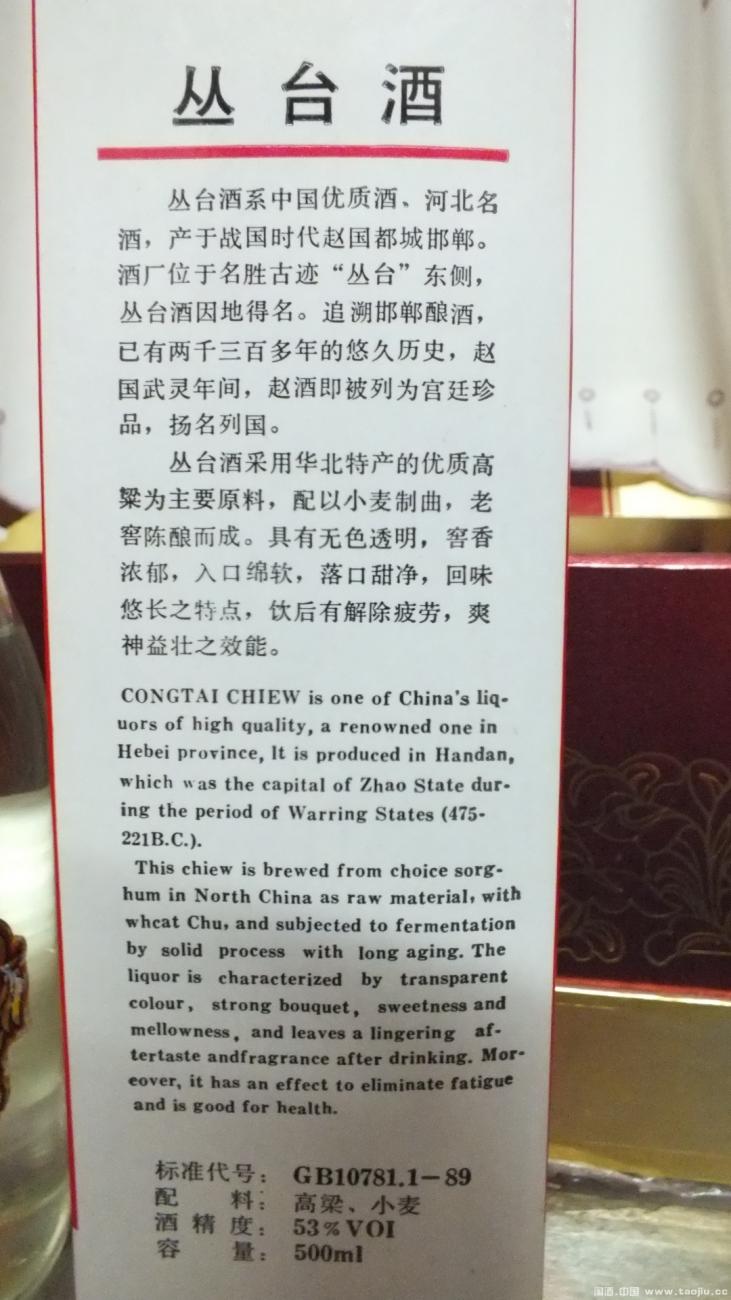 丛台酒
丛台酒系中国优质酒、河北名
酒，产于战国时代赵国都城邯郸。
酒厂位于名胜古迹“丛台”东侧，
丛台酒因地得名。追溯邯郸酿酒，
已有两千三百多年的悠久历史，赵
国武灵年间，赵酒即被列为宫廷珍
品，扬名列国。
丛台酒采用华北特产的优质高
粱为主要原料，配以小麦制曲，老
窖陈酿而成。具有无色透明，窖香
浓郁，入口绵软，落口甜净，回味
悠长之特点，饮后有解除疲劳，爽
神益壮之效能。
CONGTAI CHIEW is one of China's liq-
uors of high quality, a renowned one in
Hebei province, It is produced in Handan,
which was the capital of Zhao State dur-
ing the period of Warring States (475-
221B.C.).
This chiew is brewed from choice sorg-
hum in North China as raw material, with
whcat Chu, and subjected to fermentation
by solid process with long aging. The
liquor is characterized by transparent
colour, strong bouquet, sweetness and
mellowness, and leaves a lingering af-
tertaste andfragrance after drinking. Mor-
eover, it has an effect to eliminate fatigue
and is good for health.
标准代号：GB10781.1-89
配料：高梁、小麦
酒精度：53%VOI
容量：500ml
淘酒.中国 www.taojiu.cc